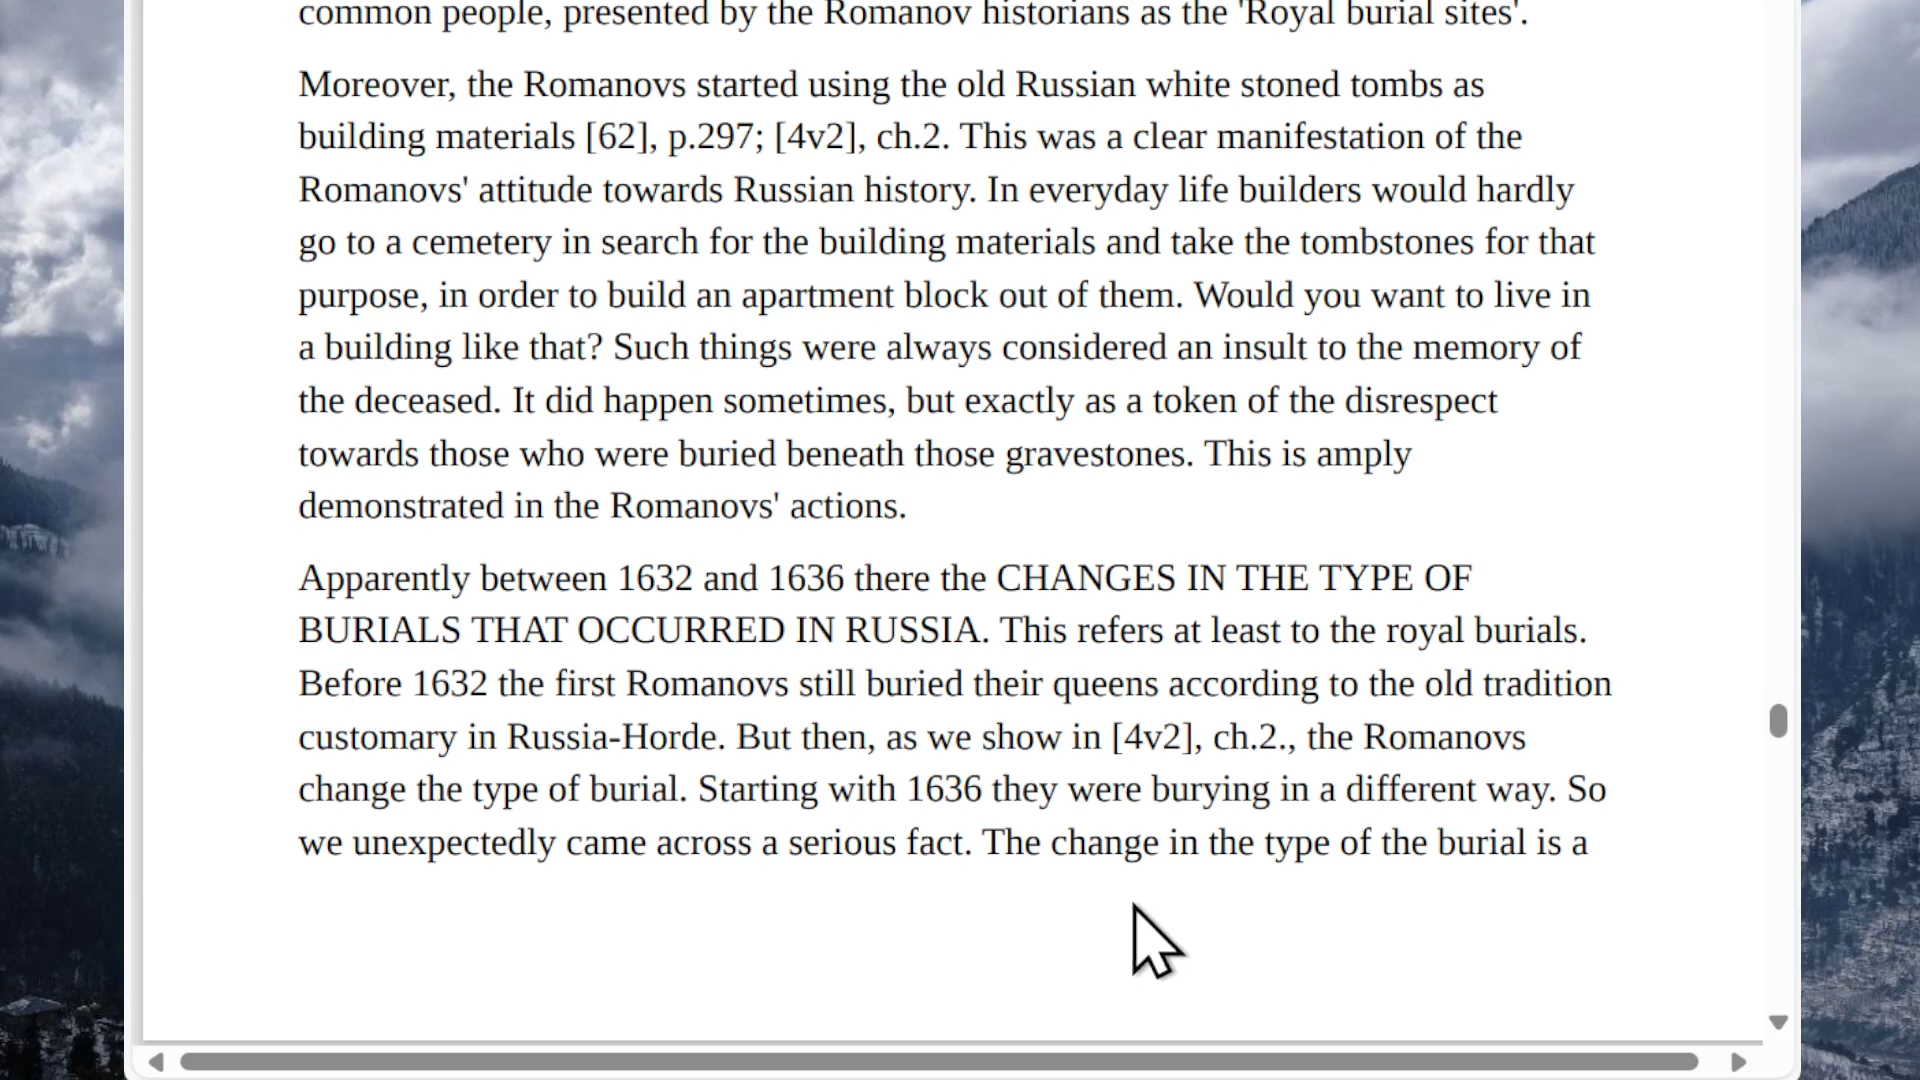 common people, presented by the Romanov historians as the 'Royal burial sites'.
Moreover, the Romanovs started using the old Russian white stoned tombs as
building materials [62], p.297; [4v2], ch.2. This was a clear manifestation of the
Romanovs' attitude towards Russian history. In everyday life builders would hardly
go to a cemetery in search for the building materials and take the tombstones for that
purpose, in order to build an apartment block out of them. Would you want to live in
a building like that? Such things were always considered an insult to the memory of
the deceased. It did happen sometimes, but exactly as a token of the disrespect
towards those who were buried beneath those gravestones. This is amply
demonstrated in the Romanovs' actions.
Apparently between 1632 and 1636 there the CHANGES IN THE TYPE OF
BURIALS THAT OCCURRED IN RUSSIA. This refers at least to the royal burials.
Before 1632 the first Romanovs still buried their queens according to the old tradition
customary in Russia-Horde. But then, as we show in [4v2], ch.2., the Romanovs
change the type of burial. Starting with 1636 they were burying in a different way. So
we unexpectedly came across a serious fact. The change in the type of the burial is a